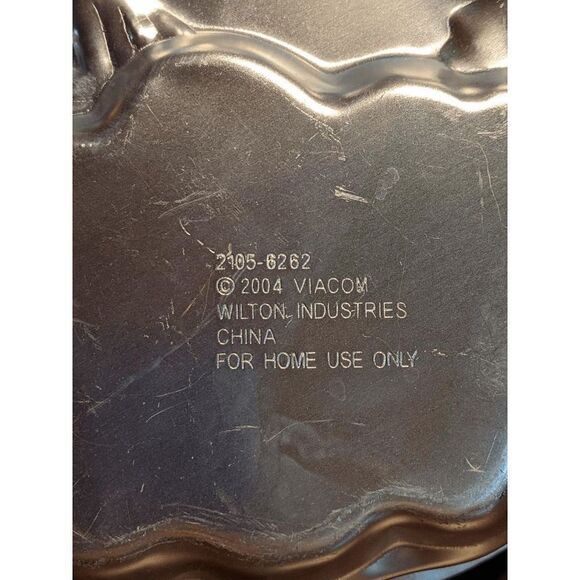 2105-6262
© 2004 VIACOM
WILTON INDUSTRIES
CHINA
FOR HOME USE ONLY